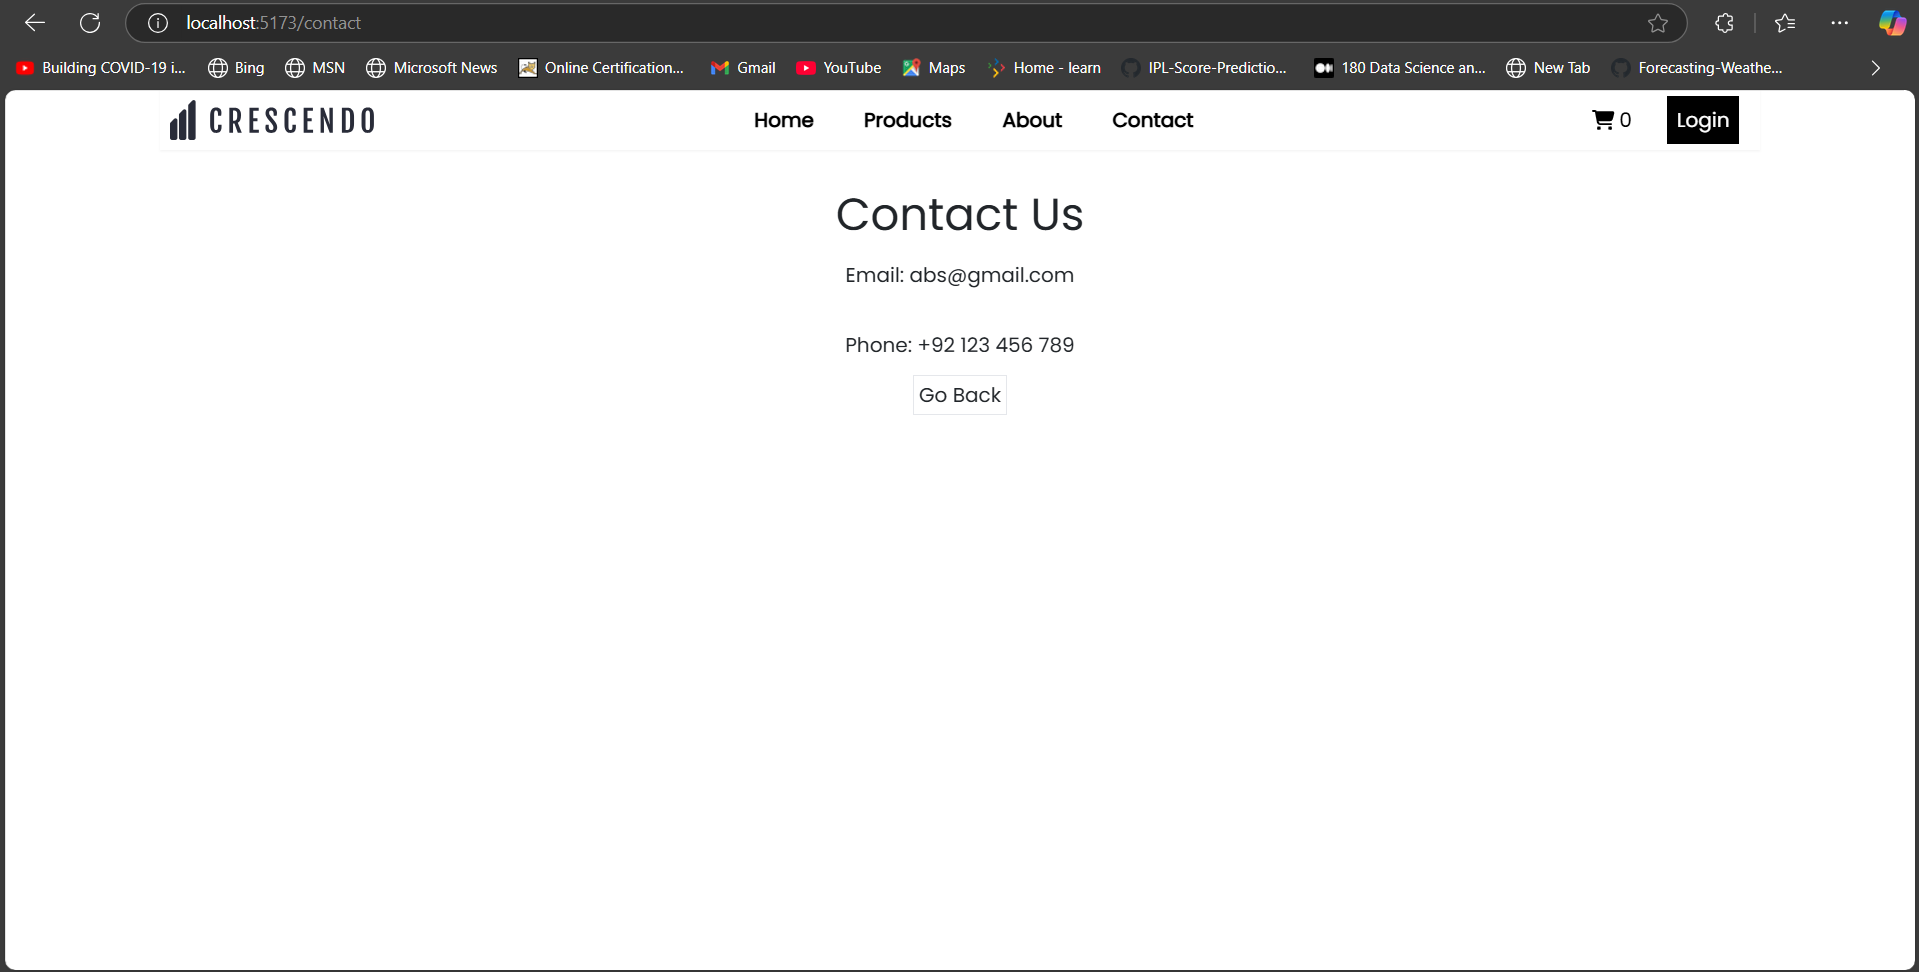 localhost:5173/contact
Building COVID-19 i... Bing MSN Microsoft News Online Certification... Gmail YouTube Maps Home - learn IPL-Score-Predictio... 180 Data Science an... New Tab Forecasting-Weathe...
CRESCENDO Home Products About Contact 0 Login
Contact Us
Email: abs@gmail.com
Phone: +92 123 456 789
Go Back